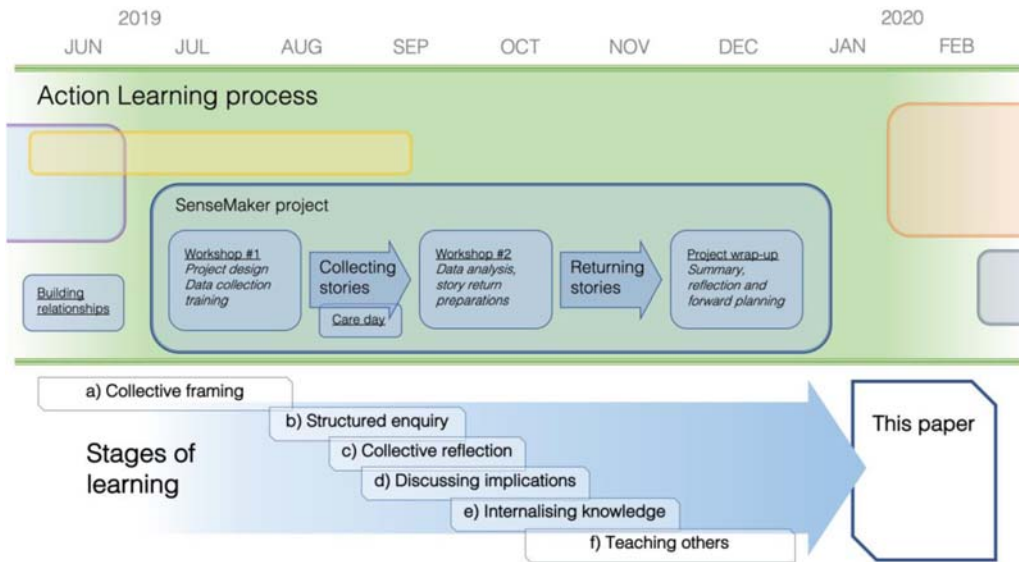 2019 2020
JUN JUL AUG SEP OCT NOV DEC JAN FEB
Action Learning process
SenseMaker project
Workshop #1
Project design
Data collection
training
Collecting
stories
Care day
Workshop #2
Data analysis,
story return
preparations
Returning
stories
Project wrap-up
Summary,
reflection and
forward planning
Building
relationships
a) Collective framing
b) Structured enquiry
c) Collective reflection
d) Discussing implications
e) Internalising knowledge
f) Teaching others
Stages of
learning
This paper